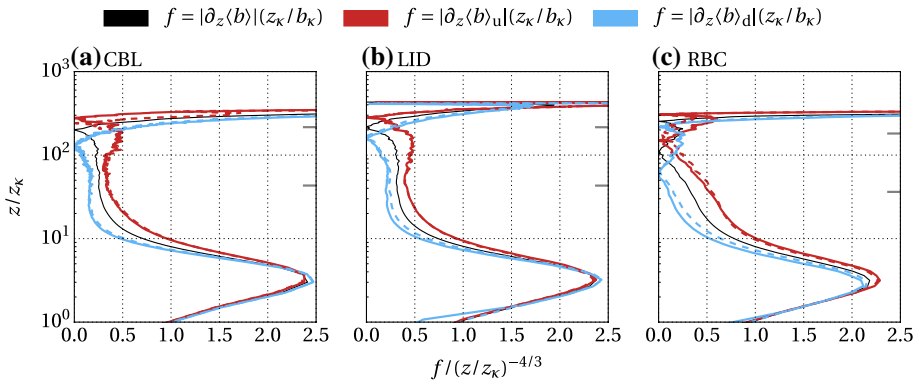 f = |∂z⟨b⟩|(zκ/bκ) f = |∂z⟨b⟩u|(zκ/bκ) f = |∂z⟨b⟩d|(zκ/bκ)
(a) CBL (b) LID (c) RBC
10³
10²
10¹
10⁰
z/zκ
0.0 0.5 1.0 1.5 2.0 2.5 0.0 0.5 1.0 1.5 2.0 2.5 0.0 0.5 1.0 1.5 2.0 2.5
f/(z/zκ)^−4/3